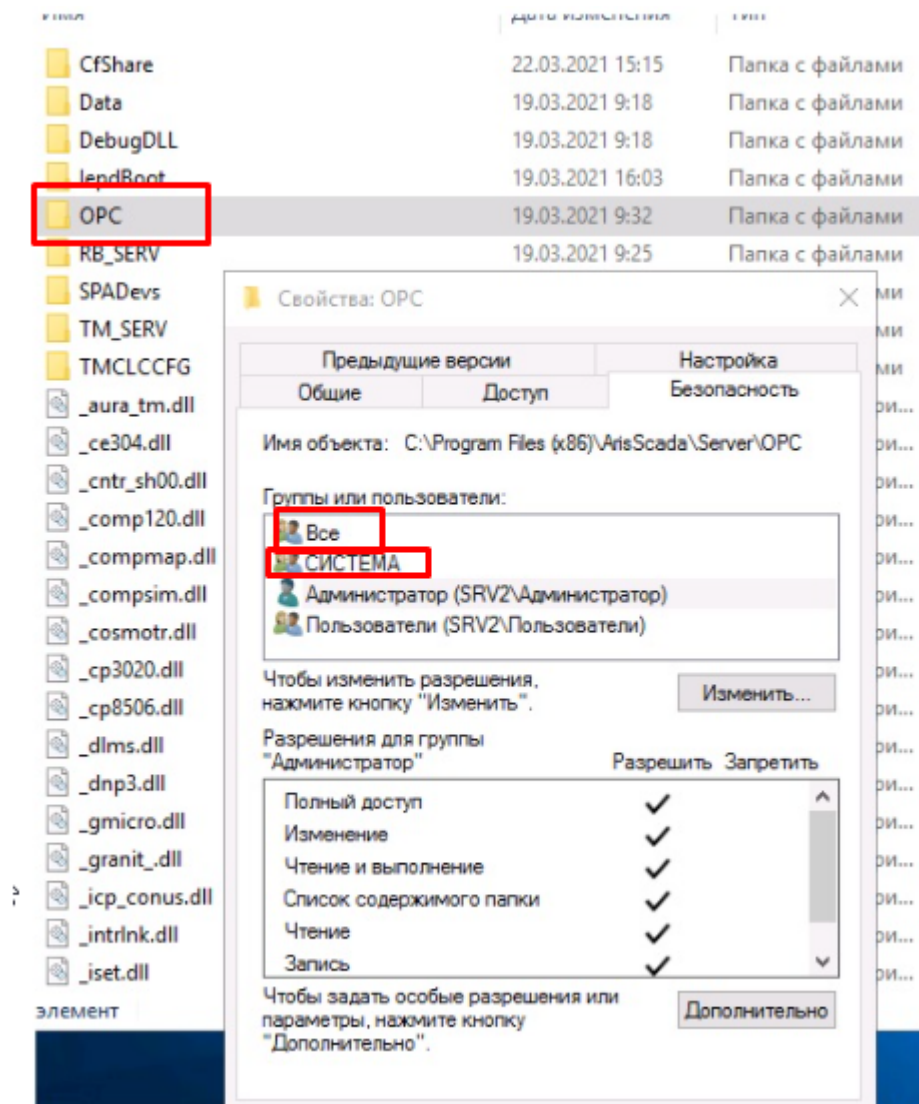 Имя Дата изменения Тип
CfShare 22.03.2021 15:15 Папка с файлами
Data 19.03.2021 9:18 Папка с файлами
DebugDLL 19.03.2021 9:18 Папка с файлами
IepdBoot 19.03.2021 16:03 Папка с файлами
OPC 19.03.2021 9:32 Папка с файлами
RB_SERV 19.03.2021 9:25 Папка с файлами
SPADevs
TM_SERV
TMCLCCFG
_aura_tm.dll
_ce304.dll
_cntr_sh00.dll
_comp120.dll
_compmap.dll
_compsim.dll
_cosmotr.dll
_cp3020.dll
_cp8506.dll
_dlms.dll
_dnp3.dll
_gmicro.dll
_granit_.dll
_icp_conus.dll
_intrlnk.dll
_iset.dll
элемент
Свойства: OPC
Предыдущие версии Настройка
Общие Доступ Безопасность
Имя объекта: C:\Program Files (x86)\ArisScada\Server\OPC
Группы или пользователи:
Все
СИСТЕМА
Администратор (SRV2\Администратор)
Пользователи (SRV2\Пользователи)
Чтобы изменить разрешения,
нажмите кнопку "Изменить".
Изменить...
Разрешения для группы
"Администратор" Разрешить Запретить
Полный доступ
Изменение
Чтение и выполнение
Список содержимого папки
Чтение
Запись
Чтобы задать особые разрешения или
параметры, нажмите кнопку
"Дополнительно".
Дополнительно